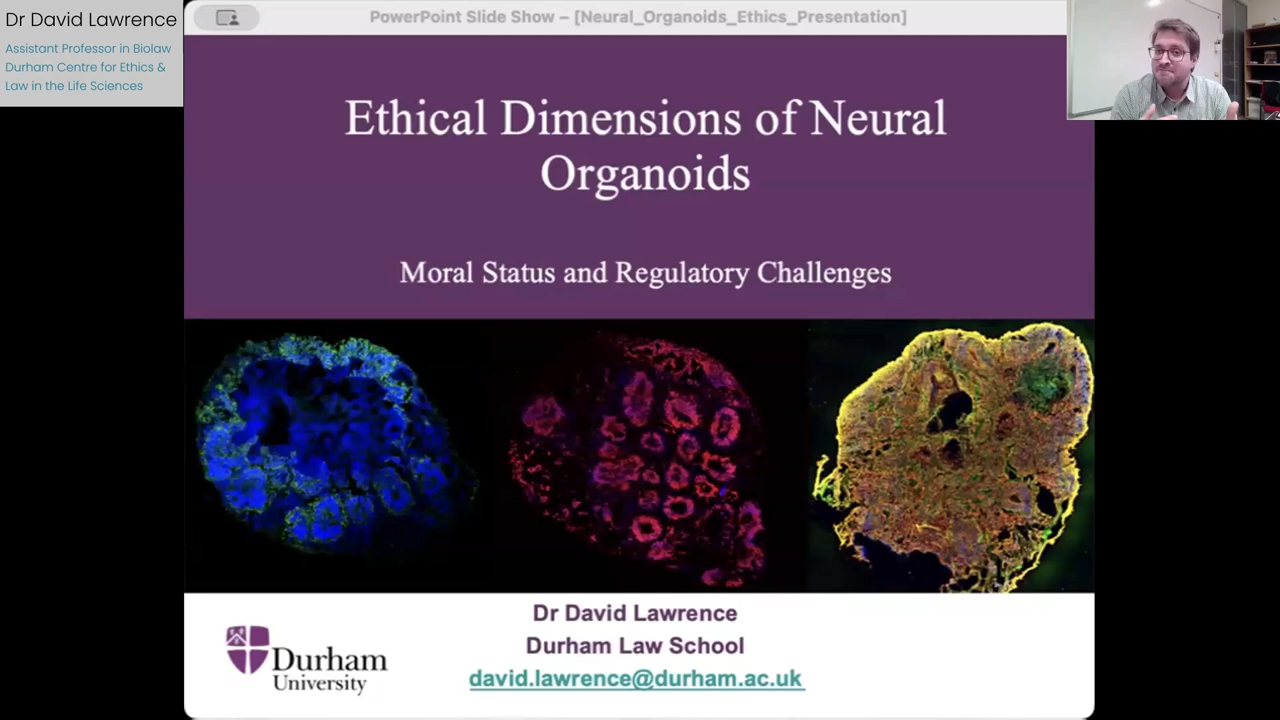 Dr David Lawrence
Assistant Professor in Biolaw
Durham Centre for Ethics &
Law in the Life Sciences
PowerPoint Slide Show – [Neural_Organoids_Ethics_Presentation]
Ethical Dimensions of Neural
Organoids
Moral Status and Regulatory Challenges
Dr David Lawrence
Durham Law School
david.lawrence@durham.ac.uk
Durham
University